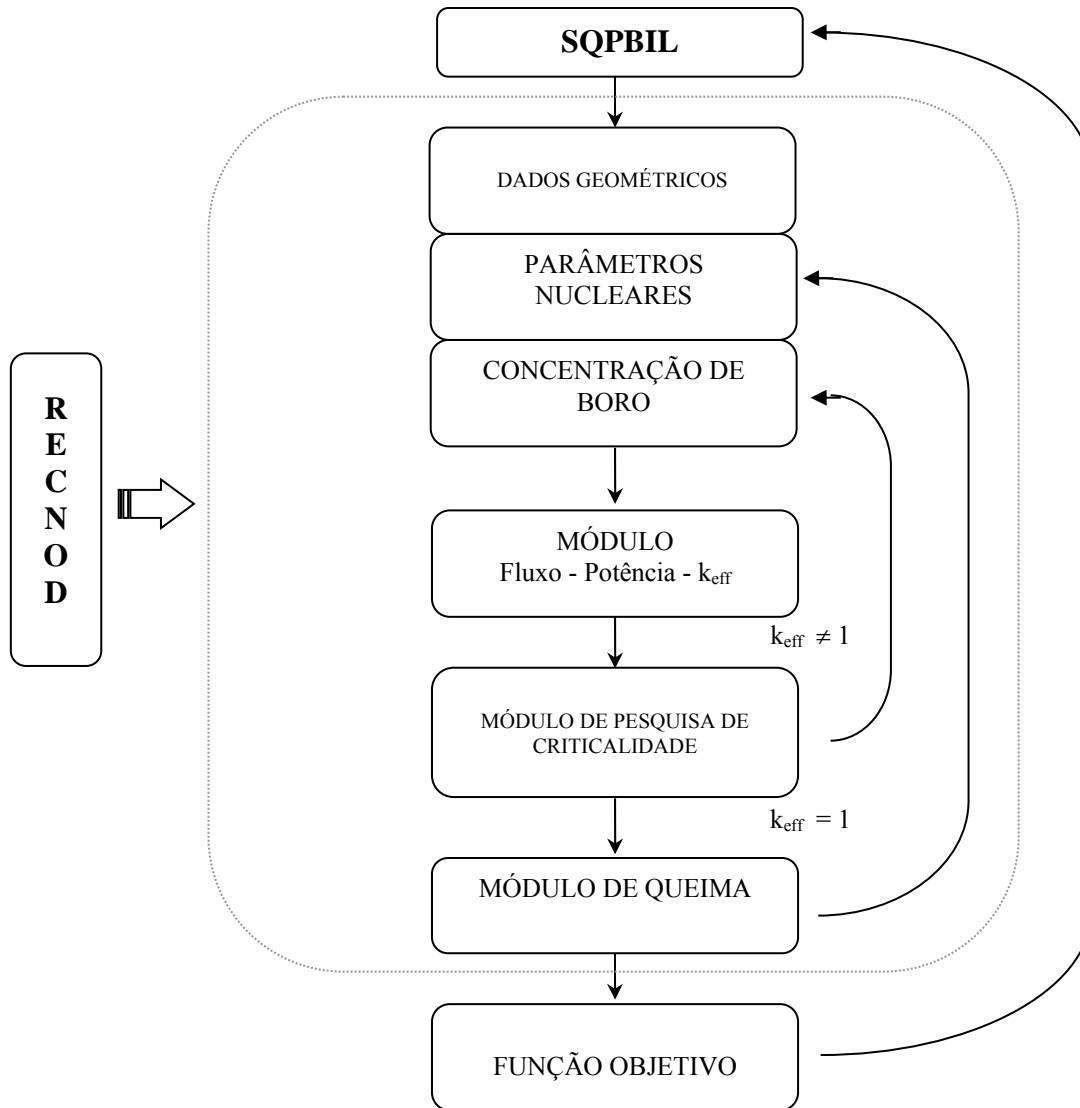 SQPBIL
DADOS GEOMÉTRICOS
PARÂMETROS
NUCLEARES
CONCENTRAÇÃO DE
BORO
R
E
C
N
O
D
MÓDULO
Fluxo - Potência - keff
keff ≠ 1
MÓDULO DE PESQUISA DE
CRITICALIDADE
keff = 1
MÓDULO DE QUEIMA
FUNÇÃO OBJETIVO